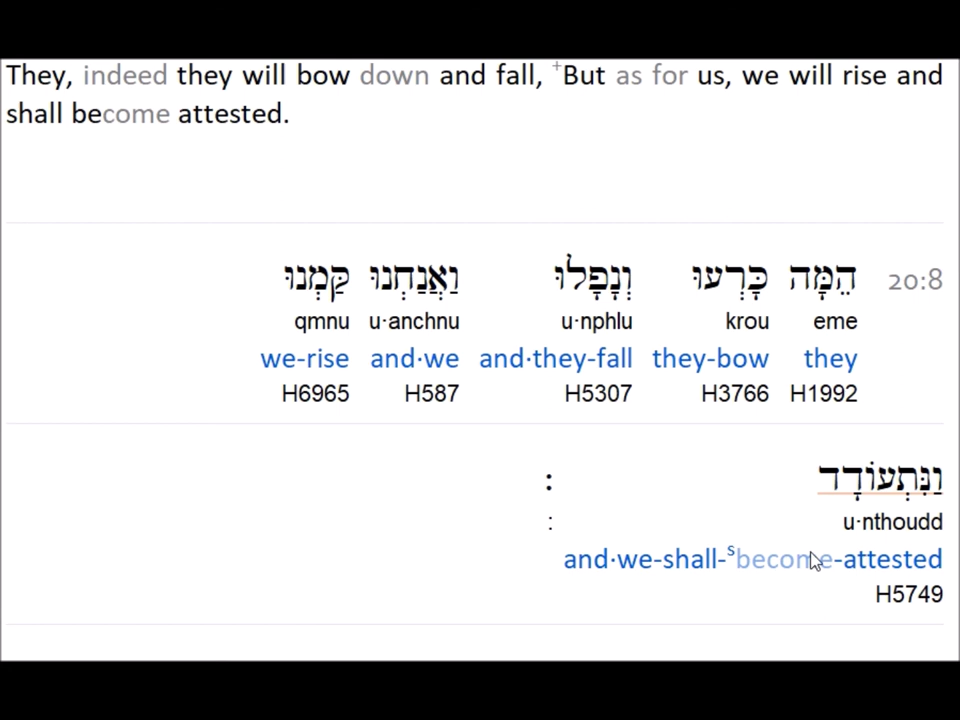 They, indeed they will bow down and fall, +But as for us, we will rise and
shall become attested.
20:8 הֵמָּה כָּרְעוּ וְנָפָלוּ וַאֲנַחְנוּ קַּמְנוּ
qmnu u·anchnu u·nphlu krou eme
we-rise and·we and·they-fall they-bow they
H6965 H587 H5307 H3766 H1992
וַנִּתְעוֹדָד :
: u·nthoudd
and·we-shall-sbecome-attested
H5749